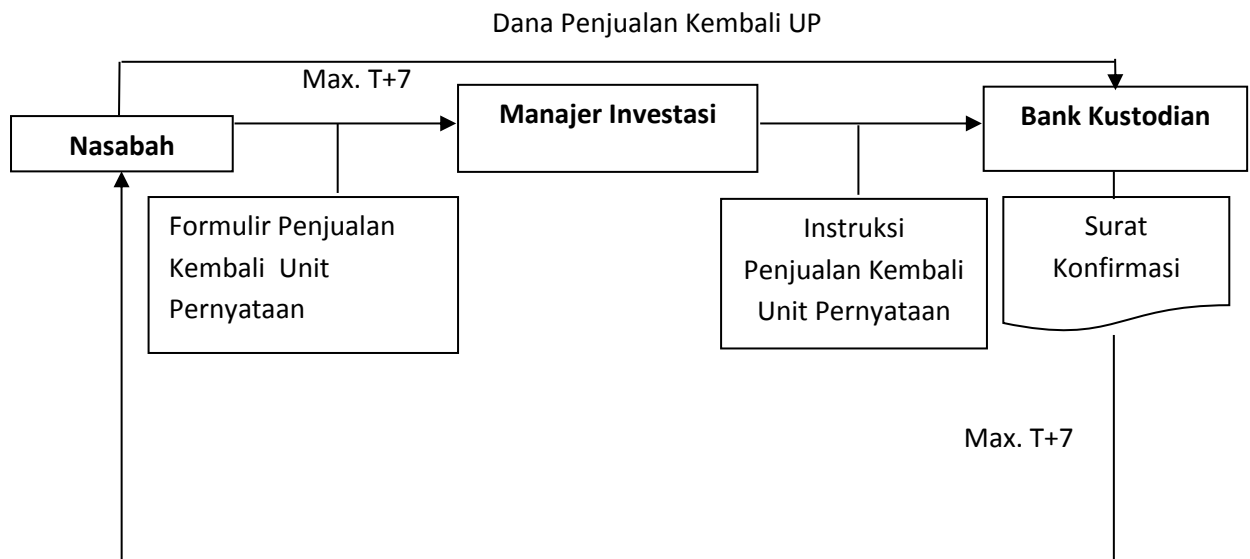 Dana Penjualan Kembali UP
Max. T+7
Nasabah
Manajer Investasi
Bank Kustodian
Formulir Penjualan
Kembali Unit
Pernyataan
Instruksi
Penjualan Kembali
Unit Pernyataan
Surat
Konfirmasi
Max. T+7